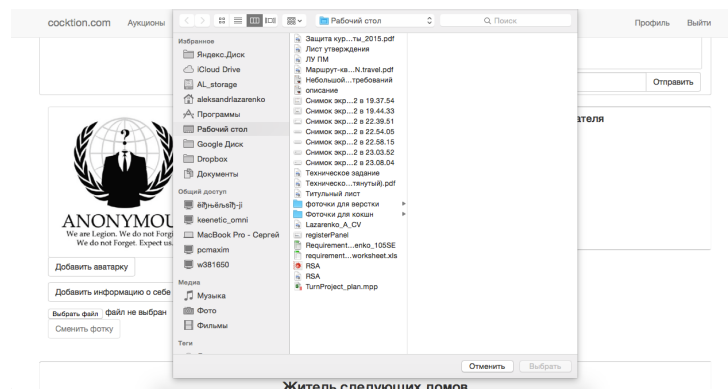 cocktion.com Аукционы
Рабочий стол
Поиск
Профиль Выйти
Избранное
Яндекс.Диск
iCloud Drive
AL_storage
aleksandrlazarenko
Программы
Рабочий стол
Google Диск
Dropbox
Документы
Общий доступ
keenetic_omni
MacBook Pro - Сергей
pcmaxim
w381650
Медиа
Музыка
Фото
Фильмы
Теги
Защита кур...ты_2015.pdf
Лист утверждения
ЛУ ПМ
Маршрут-кв...N.travel.pdf
Небольшой...требований
описание
Снимок экр...2 в 19.37.54
Снимок экр...2 в 19.44.33
Снимок экр...2 в 22.39.51
Снимок экр...2 в 22.54.05
Снимок экр...2 в 22.58.15
Снимок экр...2 в 23.03.52
Снимок экр...2 в 23.08.04
Техническое задание
Техническо...тянутый).pdf
Титульный лист
фоточки для верстки
Фоточки для кокшн
Lazarenko_A_CV
registerPanel
Requirement...enko_105SE
requirement...worksheet.xls
RSA
RSA
TurnProject_plan.mpp
Отменить Выбрать
Отправить
ателя
?
ANONYMOU
We are Legion. We do not Forgi
We do not Forget. Expect us.
Добавить аватарку
Добавить информацию о себе
Выбрать файл файл не выбран
Сменить фотку
Житель следующих домов